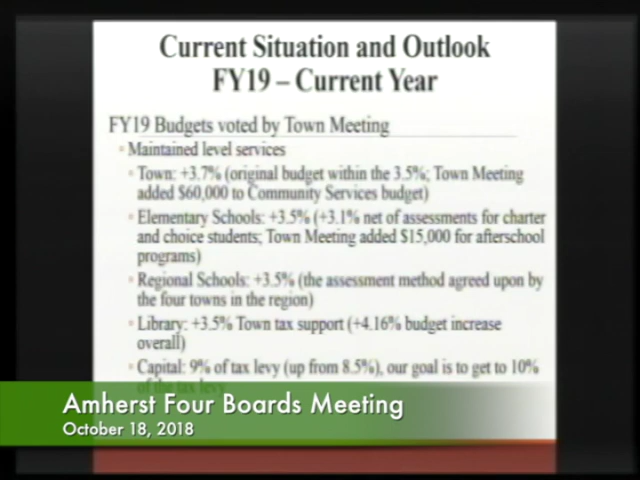 Current Situation and Outlook
FY19 – Current Year
FY19 Budgets voted by Town Meeting
Maintained level services
Town: +3.7% (original budget within the 3.5%; Town Meeting
added $60,000 to Community Services budget)
Elementary Schools: +3.5% (+3.1% net of assessments for charter
and choice students; Town Meeting added $15,000 for afterschool
programs)
Regional Schools: +3.5% (the assessment method agreed upon by
the four towns in the region)
Library: +3.5% Town tax support (+4.16% budget increase
overall)
Capital: 9% of tax levy (up from 8.5%), our goal is to get to 10%
of the tax levy
Amherst Four Boards Meeting
October 18, 2018